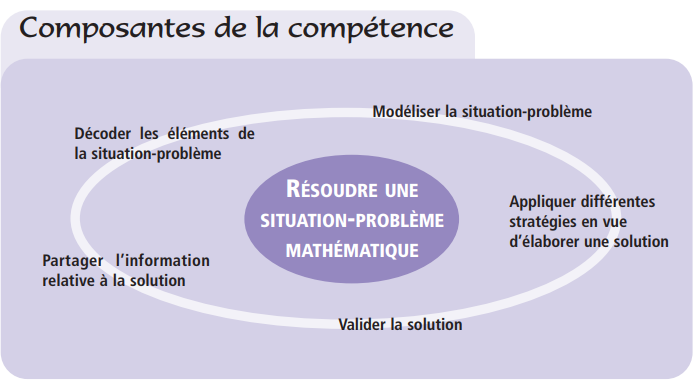 Composantes de la compétence
Modéliser la situation-problème
Décoder les éléments de
la situation-problème
RÉSOUDRE UNE
SITUATION-PROBLÈME
MATHÉMATIQUE
Appliquer différentes
stratégies en vue
d'élaborer une solution
Partager l'information
relative à la solution
Valider la solution